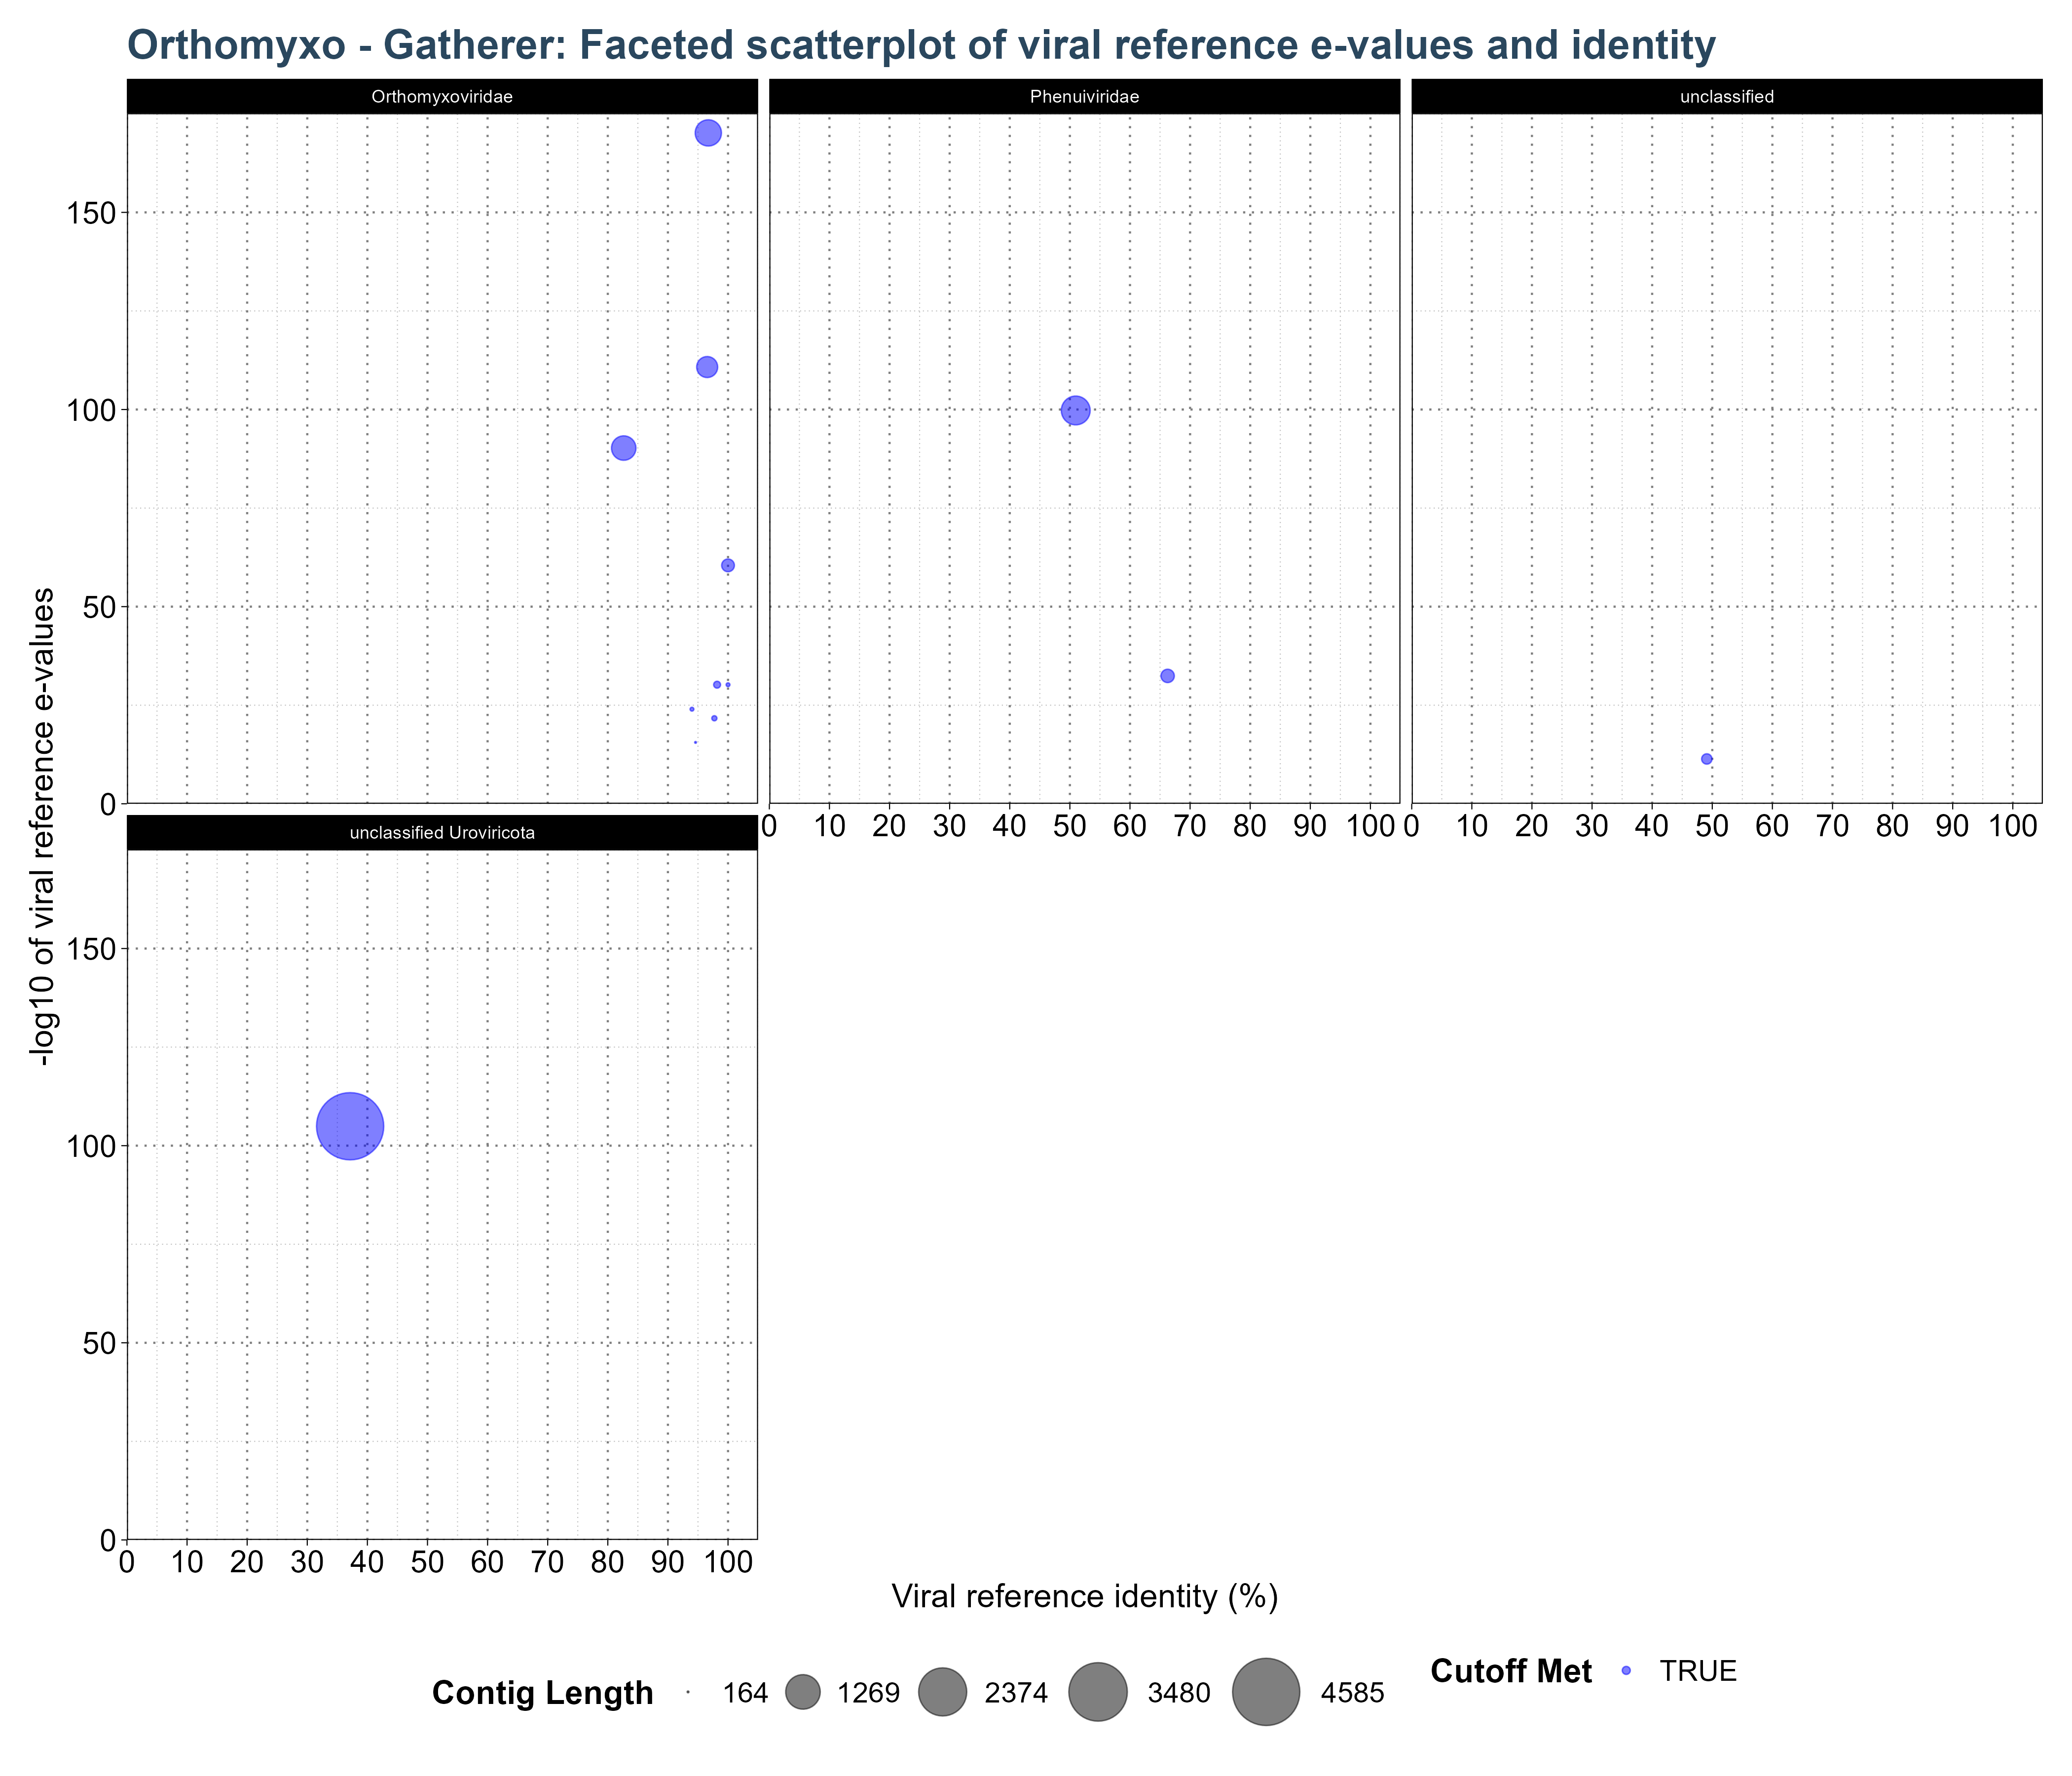 Orthomyxo - Gatherer: Faceted scatterplot of viral reference e-values and identity
Orthomyxoviridae
Phenuiviridae
unclassified
150
100
50
0
0 10 20 30 40 50 60 70 80 90 100
0 10 20 30 40 50 60 70 80 90 100
unclassified Uroviricota
150
100
50
0
0 10 20 30 40 50 60 70 80 90 100
-log10 of viral reference e-values
Viral reference identity (%)
Contig Length 164 1269 2374 3480 4585
Cutoff Met TRUE